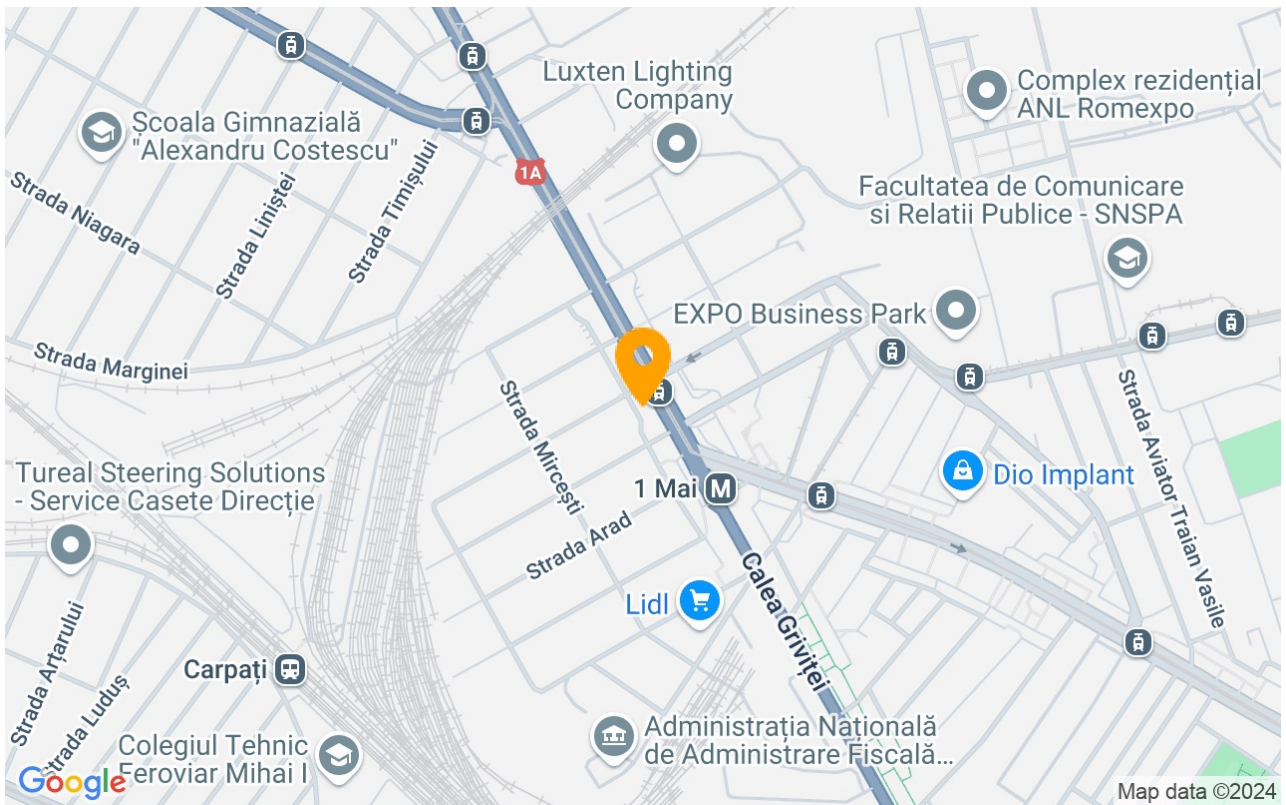 Luxten Lighting
Company
Complex rezidențial
ANL Romexpo
Școala Gimnazială
"Alexandru Costescu"
1A
Strada Timișului
Strada Liniștei
Strada Niagara
Facultatea de Comunicare
si Relatii Publice - SNSPA
EXPO Business Park
Strada Marginei
Strada Mircești
Strada Aviator Traian Vasile
Tureal Steering Solutions
- Service Casete Direcție
1 Mai M
Dio Implant
Strada Arad
Lidl
Calea Griviței
Strada Arțarului
Strada Luduș
Carpați
Administrația Națională
de Administrare Fiscală...
Colegiul Tehnic
Feroviar Mihai I
Google
Map data ©2024